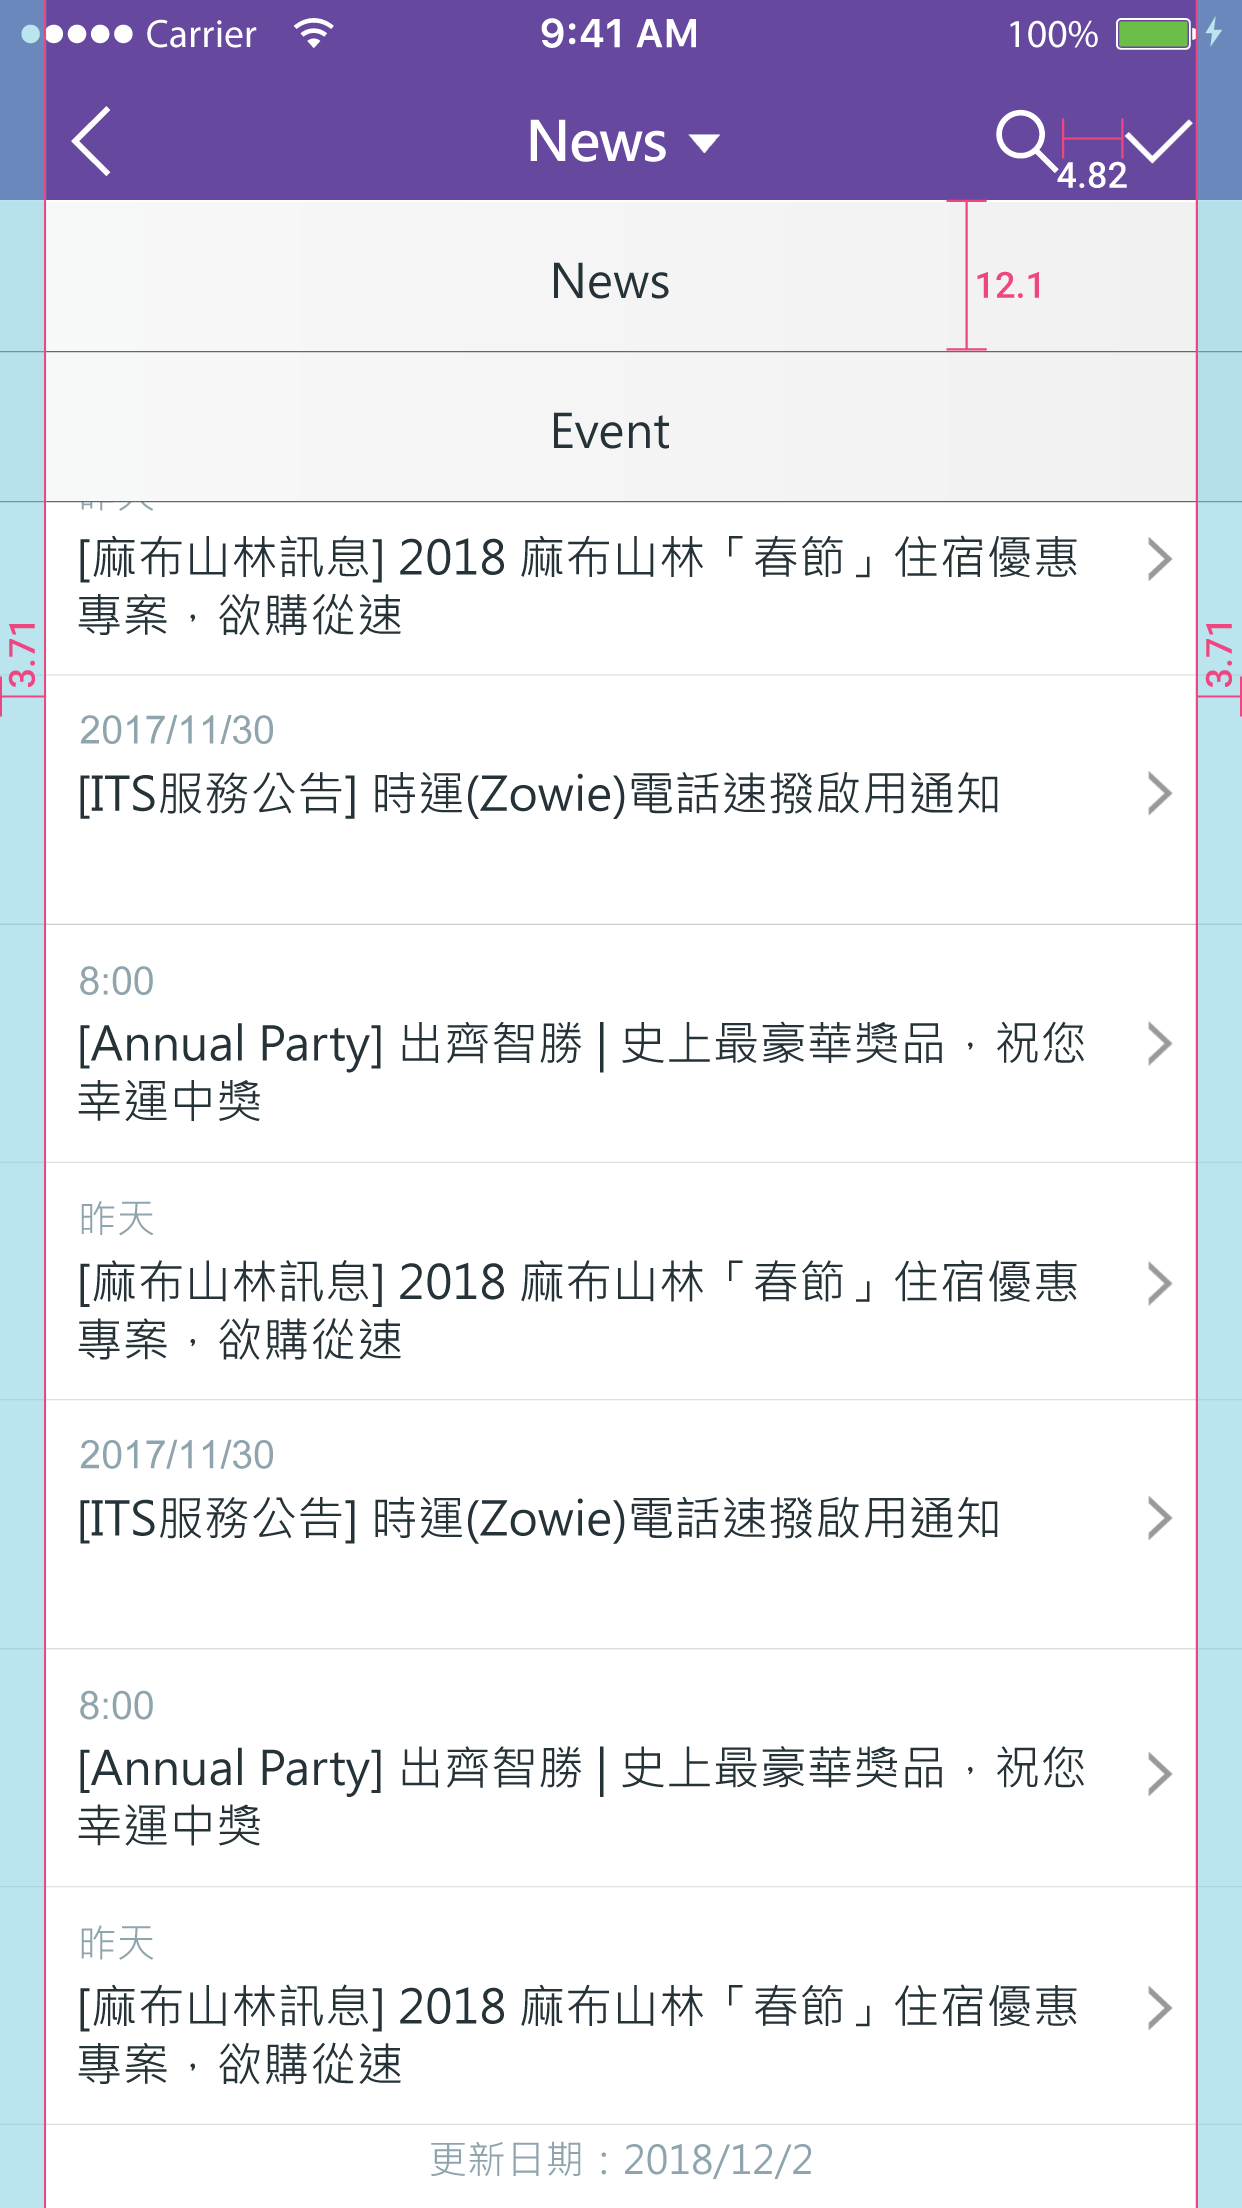 Carrier 9:41 AM 100%
News
4.82
News
12.1
Event
昨天
[麻布山林訊息] 2018 麻布山林「春節」住宿優惠
專案，欲購從速
3.71
3.71
2017/11/30
[ITS服務公告] 時運(Zowie)電話速撥啟用通知
8:00
[Annual Party] 出齊智勝 | 史上最豪華獎品，祝您
幸運中獎
昨天
[麻布山林訊息] 2018 麻布山林「春節」住宿優惠
專案，欲購從速
2017/11/30
[ITS服務公告] 時運(Zowie)電話速撥啟用通知
8:00
[Annual Party] 出齊智勝 | 史上最豪華獎品，祝您
幸運中獎
昨天
[麻布山林訊息] 2018 麻布山林「春節」住宿優惠
專案，欲購從速
更新日期：2018/12/2